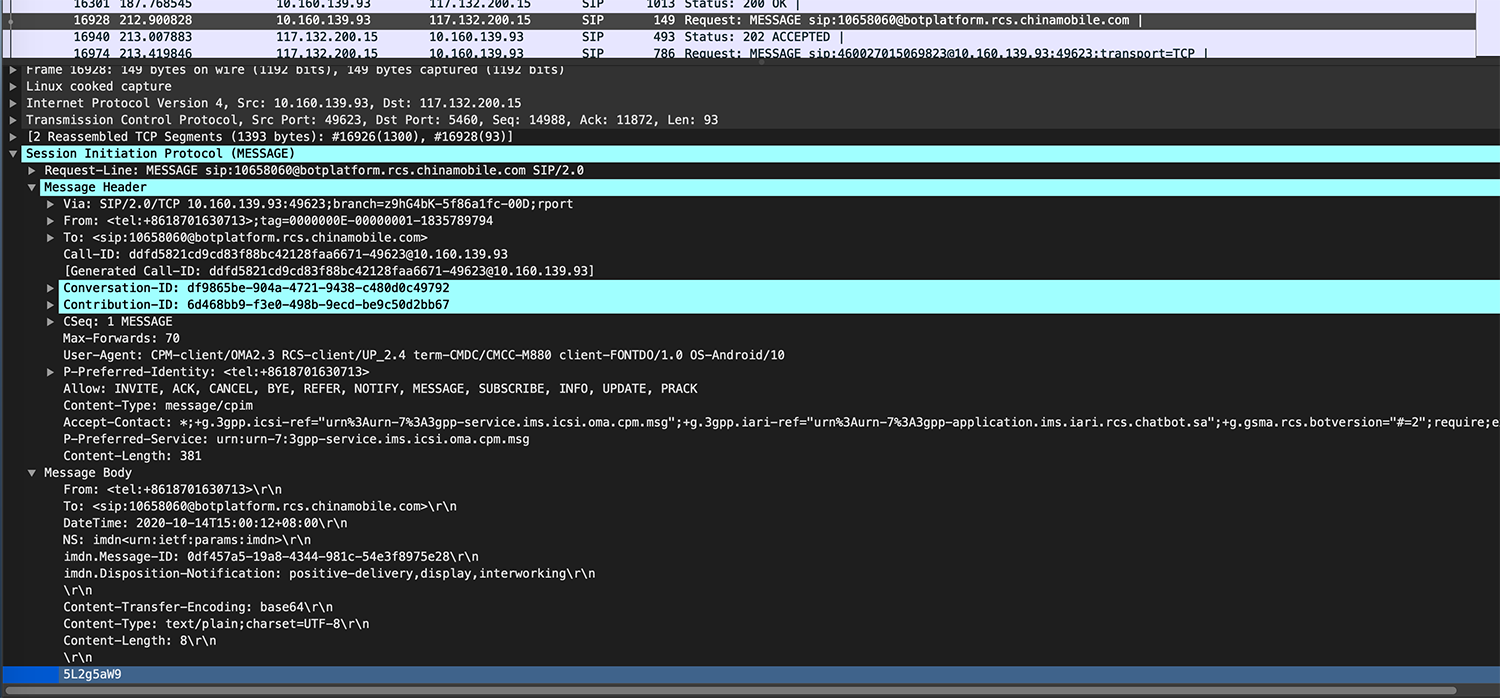 16301 187.768545 10.160.139.93 117.132.200.15 SIP 1013 Status: 200 OK |
16928 212.900828 10.160.139.93 117.132.200.15 SIP 149 Request: MESSAGE sip:10658060@botplatform.rcs.chinamobile.com |
16940 213.007883 117.132.200.15 10.160.139.93 SIP 493 Status: 202 ACCEPTED |
16974 213.419846 117.132.200.15 10.160.139.93 SIP 786 Request: MESSAGE sip:460027015069823@10.160.139.93:49623;transport=TCP |
Frame 16928: 149 bytes on wire (1192 bits), 149 bytes captured (1192 bits)
Linux cooked capture
Internet Protocol Version 4, Src: 10.160.139.93, Dst: 117.132.200.15
Transmission Control Protocol, Src Port: 49623, Dst Port: 5460, Seq: 14988, Ack: 11872, Len: 93
[2 Reassembled TCP Segments (1393 bytes): #16926(1300), #16928(93)]
Session Initiation Protocol (MESSAGE)
Request-Line: MESSAGE sip:10658060@botplatform.rcs.chinamobile.com SIP/2.0
Message Header
Via: SIP/2.0/TCP 10.160.139.93:49623;branch=z9hG4bK-5f86a1fc-00D;rport
From: <tel:+8618701630713>;tag=0000000E-00000001-1835789794
To: <sip:10658060@botplatform.rcs.chinamobile.com>
Call-ID: ddfd5821cd9cd83f88bc42128faa6671-49623@10.160.139.93
[Generated Call-ID: ddfd5821cd9cd83f88bc42128faa6671-49623@10.160.139.93]
Conversation-ID: df9865be-904a-4721-9438-c480d0c49792
Contribution-ID: 6d468bb9-f3e0-498b-9ecd-be9c50d2bb67
CSeq: 1 MESSAGE
Max-Forwards: 70
User-Agent: CPM-client/OMA2.3 RCS-client/UP_2.4 term-CMDC/CMCC-M880 client-FONTDO/1.0 OS-Android/10
P-Preferred-Identity: <tel:+8618701630713>
Allow: INVITE, ACK, CANCEL, BYE, REFER, NOTIFY, MESSAGE, SUBSCRIBE, INFO, UPDATE, PRACK
Content-Type: message/cpim
Accept-Contact: *;+g.3gpp.icsi-ref="urn%3Aurn-7%3A3gpp-service.ims.icsi.oma.cpm.msg";+g.3gpp.iari-ref="urn%3Aurn-7%3A3gpp-application.ims.iari.rcs.chatbot.sa";+g.gsma.rcs.botversion="#=2";require;e
P-Preferred-Service: urn:urn-7:3gpp-service.ims.icsi.oma.cpm.msg
Content-Length: 381
Message Body
From: <tel:+8618701630713>\r\n
To: <sip:10658060@botplatform.rcs.chinamobile.com>\r\n
DateTime: 2020-10-14T15:00:12+08:00\r\n
NS: imdn<urn:ietf:params:imdn>\r\n
imdn.Message-ID: 0df457a5-19a8-4344-981c-54e3f8975e28\r\n
imdn.Disposition-Notification: positive-delivery,display,interworking\r\n
\r\n
Content-Transfer-Encoding: base64\r\n
Content-Type: text/plain;charset=UTF-8\r\n
Content-Length: 8\r\n
\r\n
5L2g5aW9